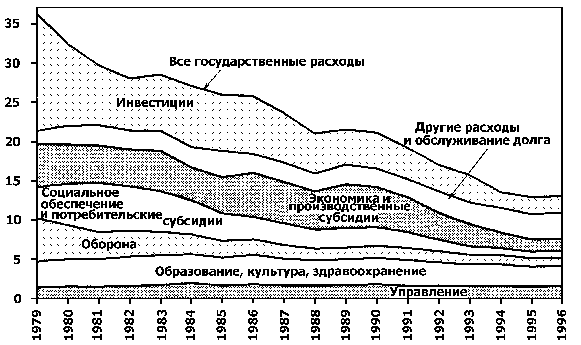 35
30
25
20
15
10
5
0
Все государственные расходы
Инвестиции
Другие расходы
и обслуживание долга
Экономика и
производственные
субсидии
Социальное
обеспечение
и потребительские
субсидии
Оборона
Образование, культура, здравоохранение
Управление
1979
1980
1981
1982
1983
1984
1985
1986
1987
1988
1989
1990
1991
1992
1993
1994
1995
1996